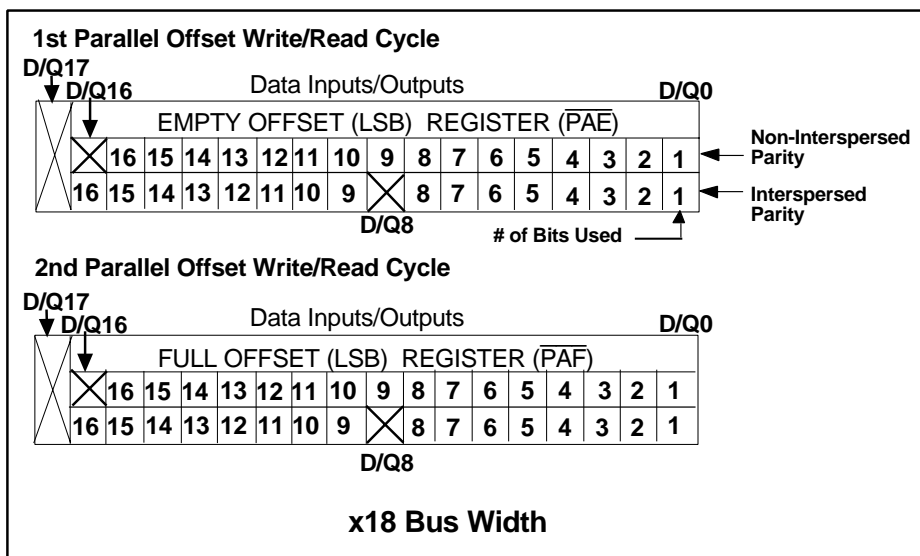 1st Parallel Offset Write/Read Cycle
D/Q17
D/Q16
Data Inputs/Outputs
D/Q0
EMPTY OFFSET (LSB) REGISTER (PAE)
16 15 14 13 12 11 10 9 8 7 6 5 4 3 2 1
Non-Interspersed
Parity
16 15 14 13 12 11 10 9 8 7 6 5 4 3 2 1
Interspersed
Parity
D/Q8
# of Bits Used
2nd Parallel Offset Write/Read Cycle
D/Q17
D/Q16
Data Inputs/Outputs
D/Q0
FULL OFFSET (LSB) REGISTER (PAF)
16 15 14 13 12 11 10 9 8 7 6 5 4 3 2 1
16 15 14 13 12 11 10 9 8 7 6 5 4 3 2 1
D/Q8
x18 Bus Width